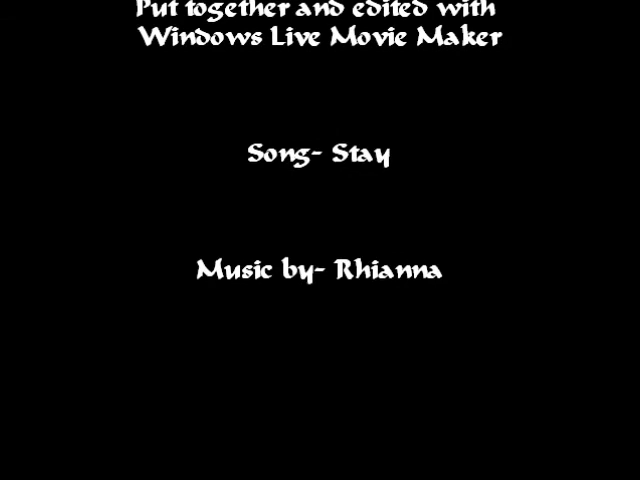 Put together and edited with
Windows Live Movie Maker
Song- Stay
Music by- Rhianna